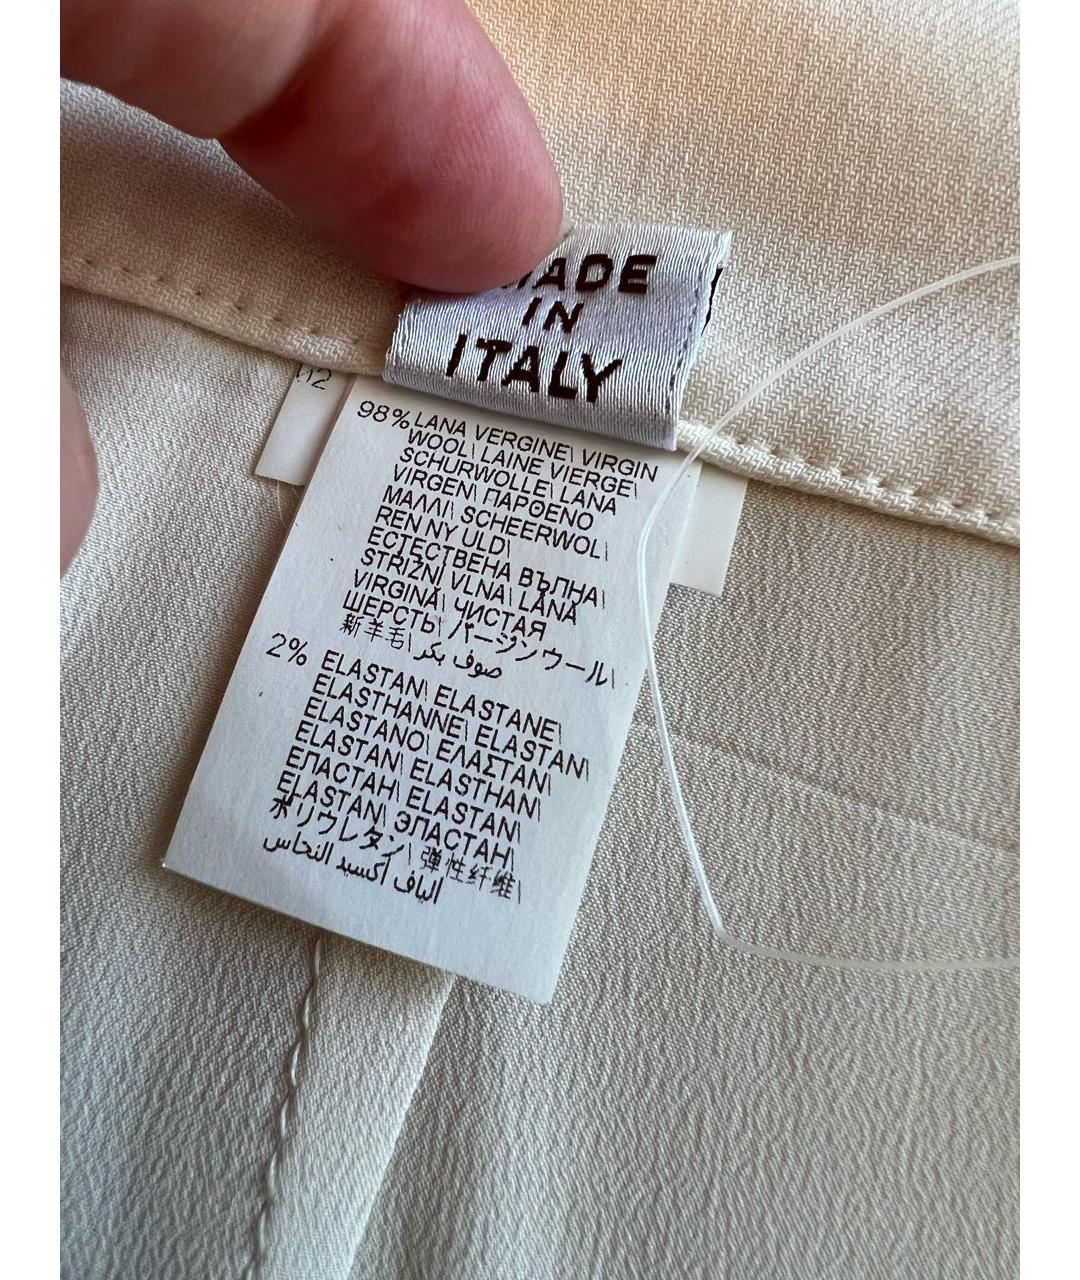 MADE
IN
ITALY
98% LANA VERGINE\ VIRGIN
WOOL\ LAINE VIERGE\
SCHURWOLLE\ LANA
VIRGEN\ ΠΑΡΘΕΝΟ
ΜΑΛΛΙ\ SCHEERWOL\
REN NY ULD\
ЕСТЕСТВЕНА ВЪЛНА\
STRIŽNÍ VLNA\ LÂNĂ
VIRGINĂ\ ЧИСТАЯ
ШЕРСТЬ\ バージンウール\
新羊毛\ صوف بكر
2% ELASTAN\ ELASTANE\
ELASTHANNE\ ELASTAN\
ELASTANO\ ΕΛΑΣΤΑΝ\
ELASTAN\ ELASTHAN\
ЕЛАСТАН\ ELASTAN\
ELASTAN\ ЭЛАСТАН\
ポリウレタン\ 弾性纤维\
الياف اكسيد النحاس